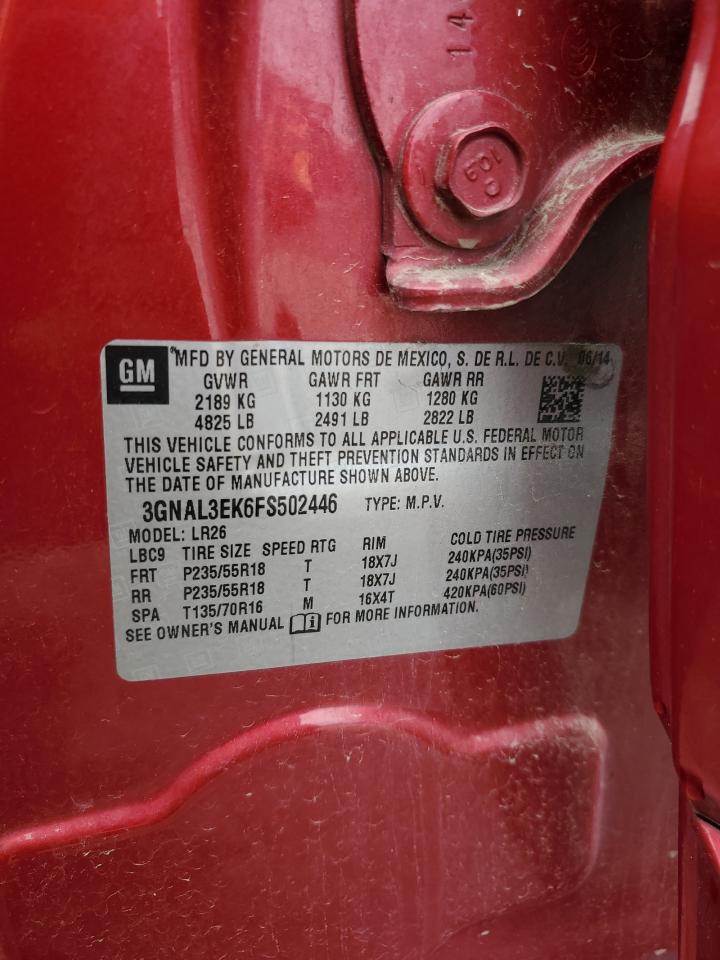 14
109
GM
® MFD BY GENERAL MOTORS DE MEXICO, S. DE R.L. DE C.V. 06/14
GVWR GAWR FRT GAWR RR
2189 KG 1130 KG 1280 KG
4825 LB 2491 LB 2822 LB
THIS VEHICLE CONFORMS TO ALL APPLICABLE U.S. FEDERAL MOTOR
VEHICLE SAFETY AND THEFT PREVENTION STANDARDS IN EFFECT ON
THE DATE OF MANUFACTURE SHOWN ABOVE.
3GNAL3EK6FS502446 TYPE: M.P.V.
MODEL: LR26
LBC9 TIRE SIZE SPEED RTG RIM COLD TIRE PRESSURE
FRT P235/55R18 T 18X7J 240KPA(35PSI)
RR P235/55R18 T 18X7J 240KPA(35PSI)
SPA T135/70R16 M 16X4T 420KPA(60PSI)
SEE OWNER'S MANUAL i FOR MORE INFORMATION.